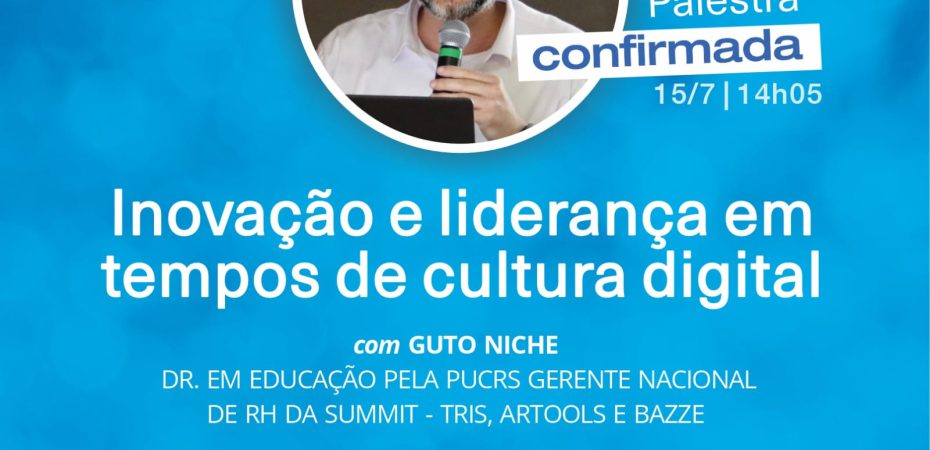 Palestra
confirmada
15/7 | 14h05
Inovação e liderança em
tempos de cultura digital
com GUTO NICHE
DR. EM EDUCAÇÃO PELA PUCRS GERENTE NACIONAL
DE RH DA SUMMIT - TRIS, ARTOOLS E BAZZE